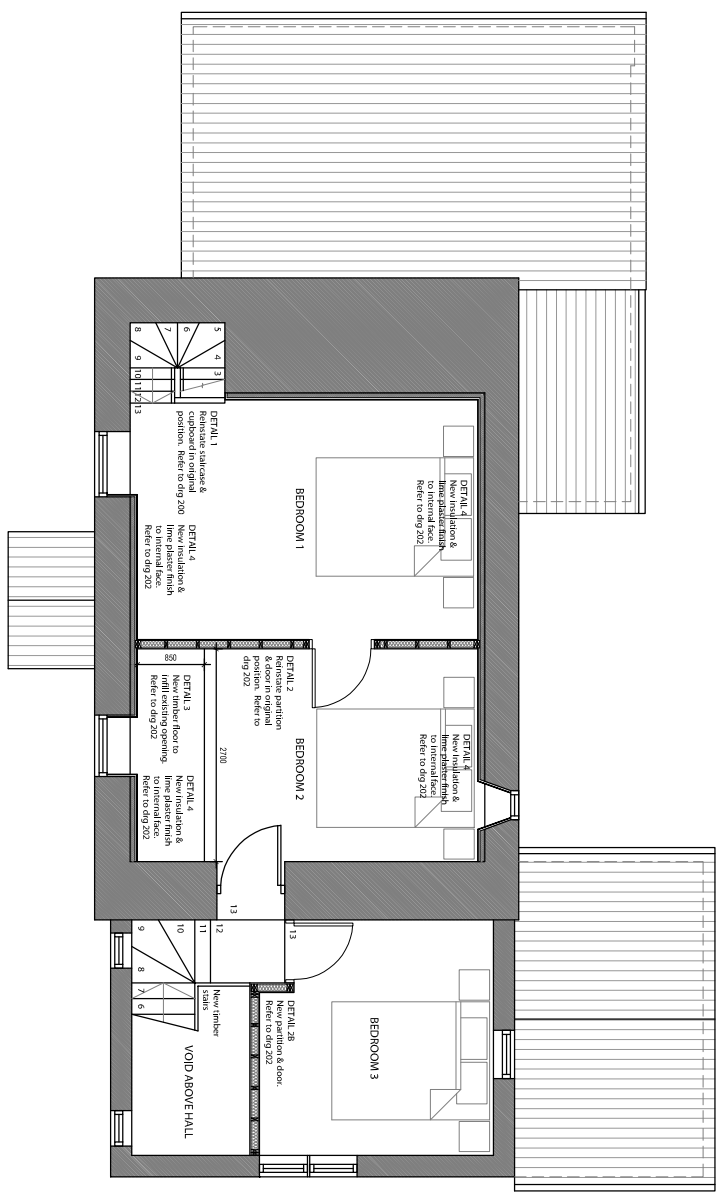 5
6
7
8
9
4
3
10
11
12
13
DETAIL 1
Reinstate staircase &
cupboard in original
position. Refer to drg 200
DETAIL 4
New insulation &
lime plaster finish
to internal face.
Refer to drg 202
BEDROOM 1
DETAIL 4
New insulation &
lime plaster finish
to internal face.
Refer to drg 202
850
DETAIL 2
Reinstate partition
& door in original
position. Refer to
drg 202
DETAIL 3
New timber floor to
infill existing opening.
Refer to drg 202
2700
BEDROOM 2
DETAIL 4
New insulation &
lime plaster finish
to internal face.
Refer to drg 202
DETAIL 4
New insulation &
lime plaster finish
to internal face.
Refer to drg 202
13
13
12
11
10
9
8
7
6
New timber
stairs
DETAIL 2B
New partition & door.
Refer to drg 202
BEDROOM 3
VOID ABOVE HALL